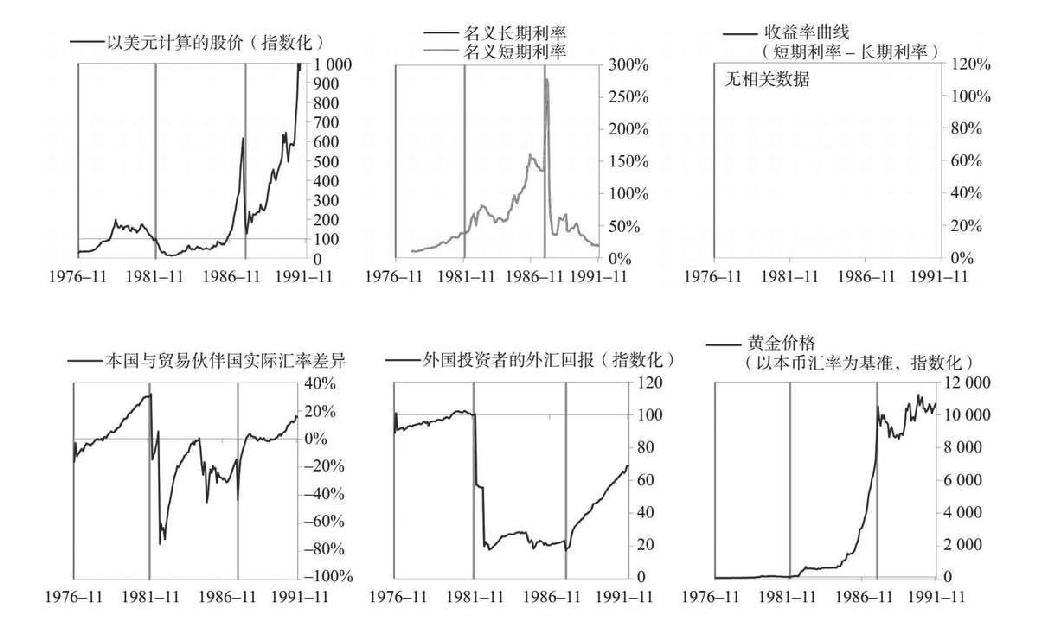 以美元计算的股价（指数化）
1 000
900
800
700
600
500
400
300
200
100
0
1976–11 1981–11 1986–11 1991–11
名义长期利率
名义短期利率
300%
250%
200%
150%
100%
50%
0%
1976–11 1981–11 1986–11 1991–11
收益率曲线
（短期利率－长期利率）
无相关数据
120%
100%
80%
60%
40%
20%
0%
1976–11 1981–11 1986–11 1991–11
本国与贸易伙伴国实际汇率差异
40%
20%
0%
–20%
–40%
–60%
–80%
–100%
1976–11 1981–11 1986–11 1991–11
外国投资者的外汇回报（指数化）
120
100
80
60
40
20
0
1976–11 1981–11 1986–11 1991–11
黄金价格
（以本币汇率为基准，指数化）
12 000
10 000
8 000
6 000
4 000
2 000
0
1976–11 1981–11 1986–11 1991–11